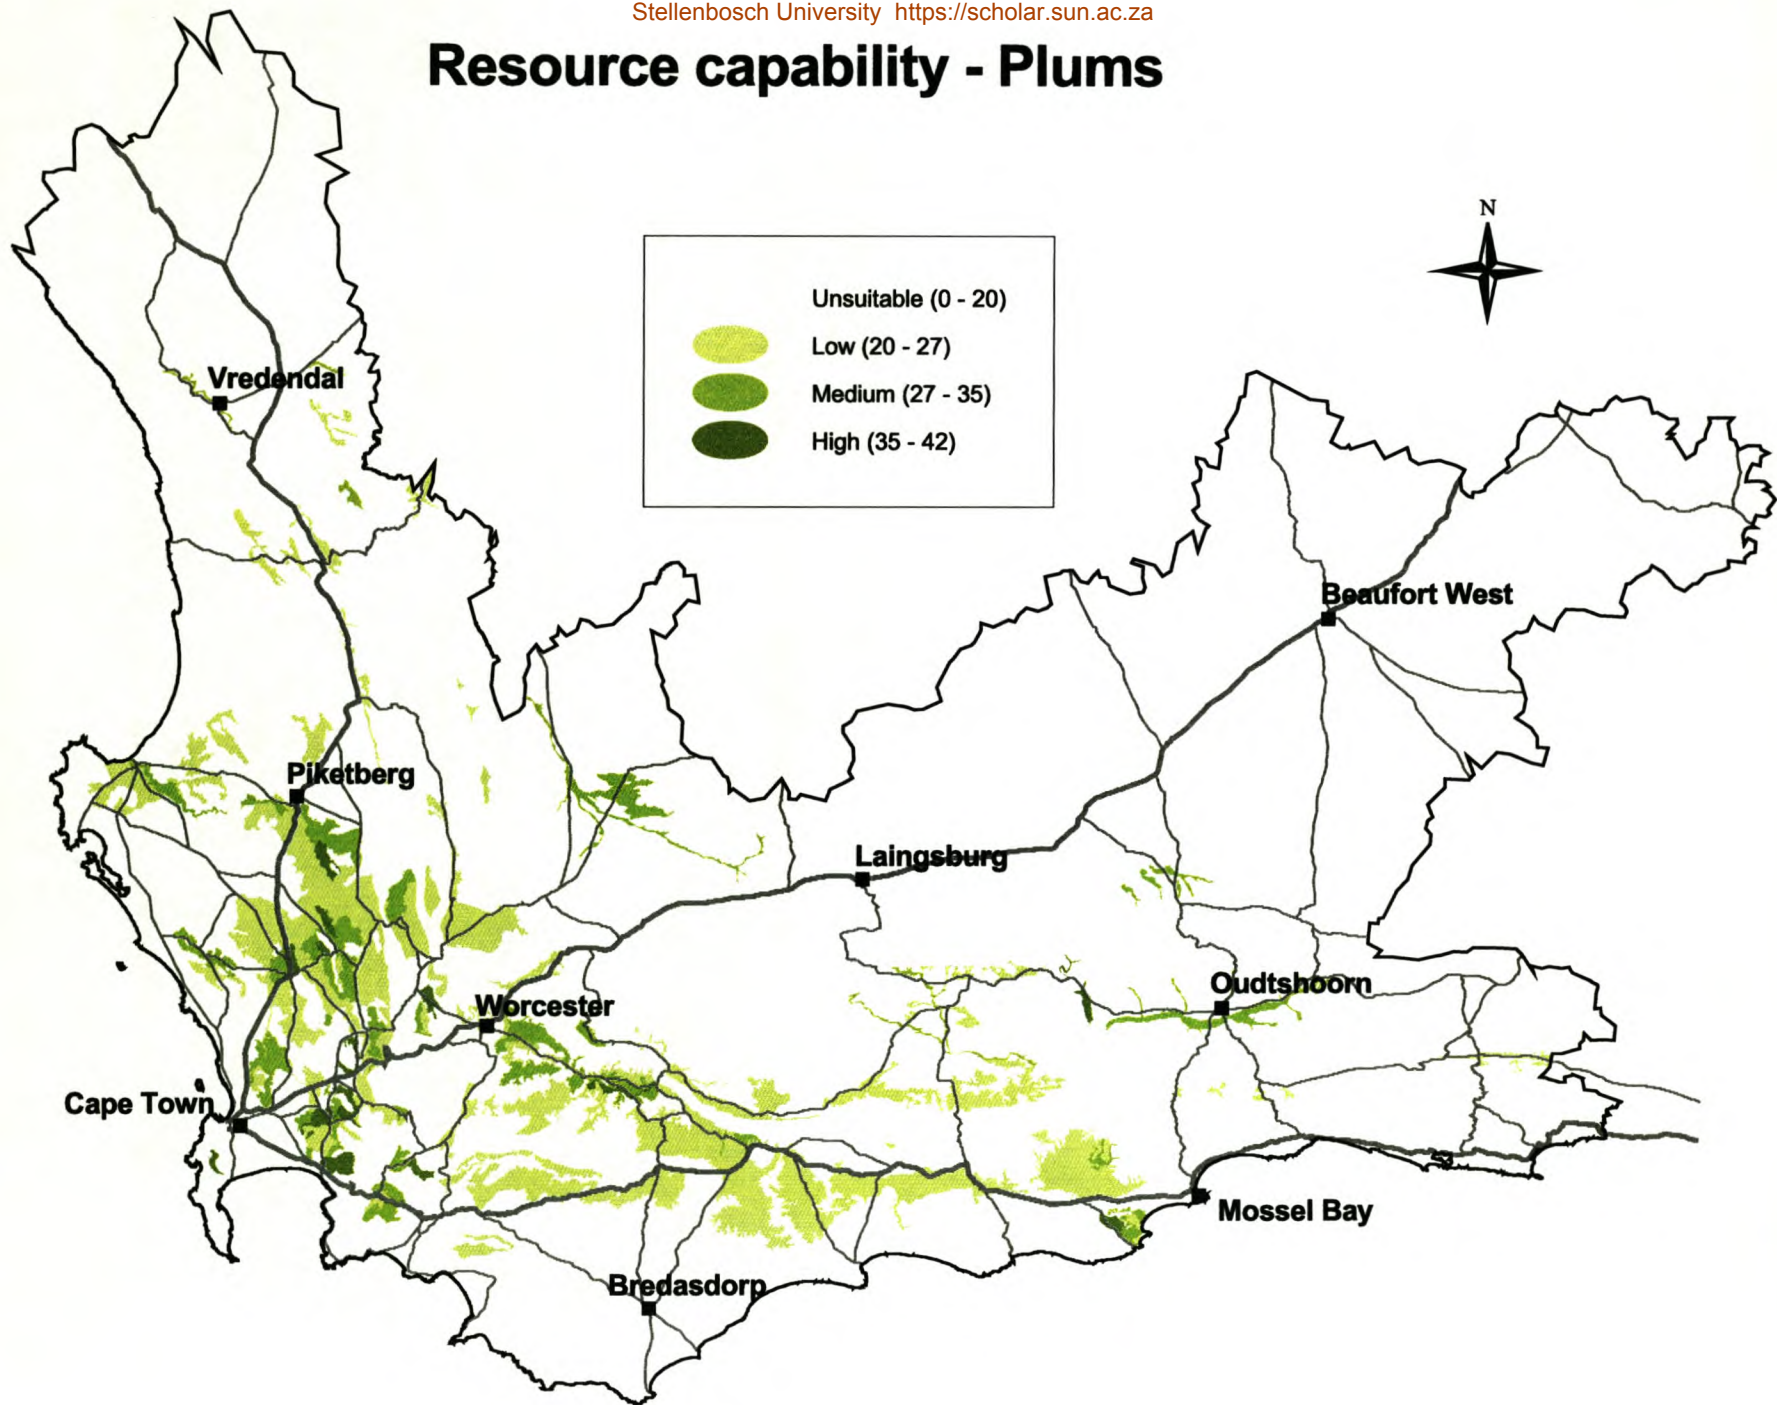 Stellenbosch University https://scholar.sun.ac.za
Resource capability - Plums
N
Unsuitable (0 - 20)
Low (20 - 27)
Medium (27 - 35)
High (35 - 42)
Vredendal
Beaufort West
Piketberg
Laingsburg
Oudtshoorn
Worcester
Cape Town
Mossel Bay
Bredasdorp